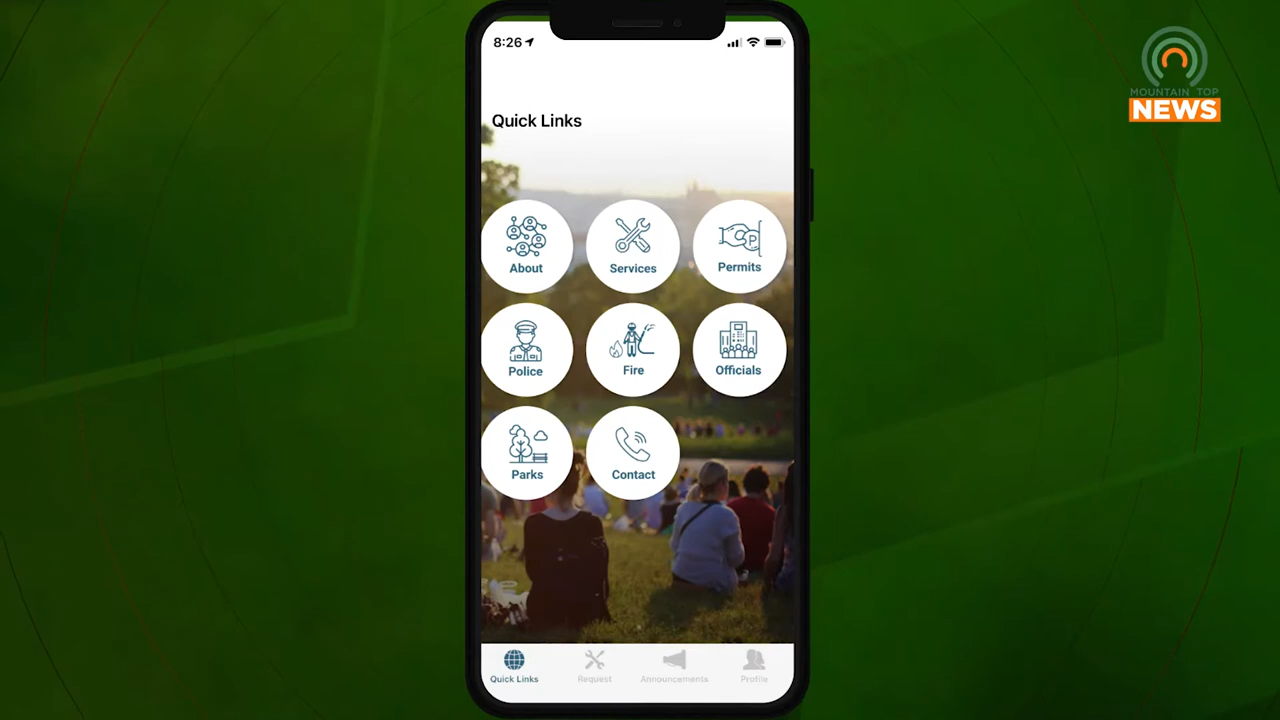 8:26
MOUNTAIN TOP
NEWS
Quick Links
About
Services
Permits
P
Police
Fire
Officials
Parks
Contact
Quick Links
Request
Announcements
Profile